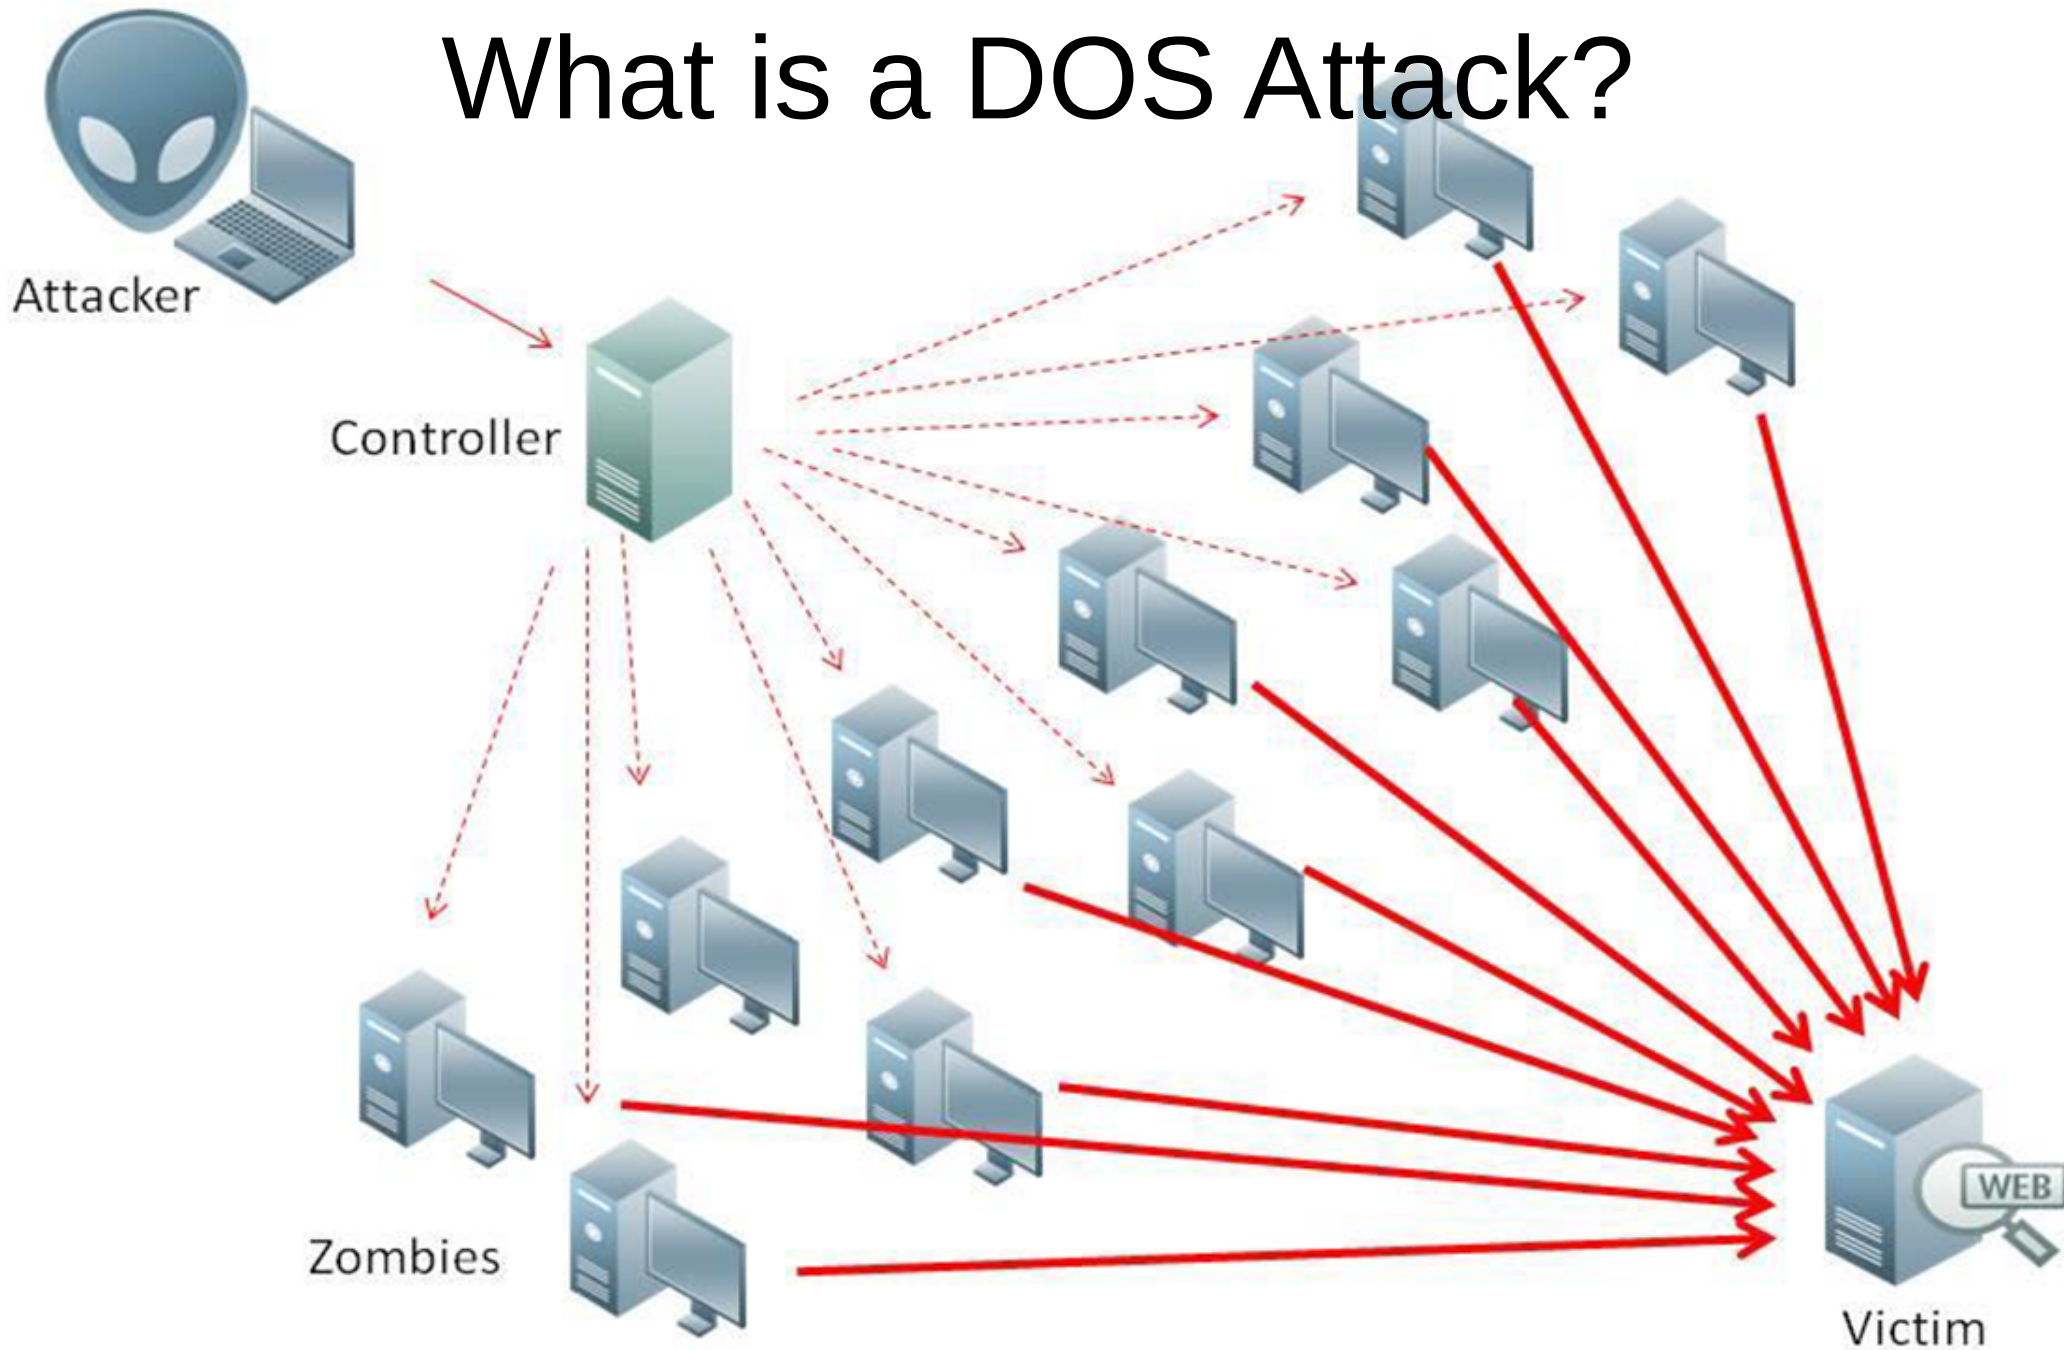 What is a DOS Attack?
Attacker
Controller
Zombies
WEB
Victim